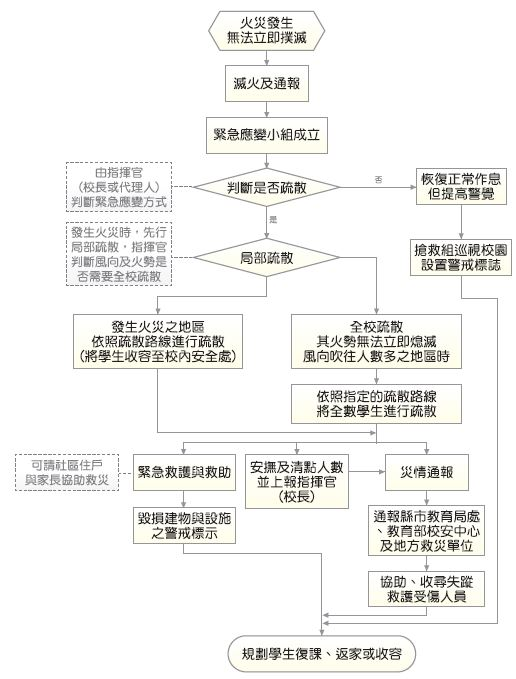 火災發生
無法立即撲滅
滅火及通報
緊急應變小組成立
由指揮官
（校長或代理人）
判斷緊急應變方式
判斷是否疏散
否
恢復正常作息
但提高警覺
是
發生火災時，先行
局部疏散，指揮官
判斷風向及火勢是
否需要全校疏散
局部疏散
搶救組巡視校園
設置警戒標誌
發生火災之地區
依照疏散路線進行疏散
(將學生收容至校內安全處)
全校疏散
其火勢無法立即熄滅
風向吹往人數多之地區時
依照指定的疏散路線
將全數學生進行疏散
可請社區住戶
與家長協助救災
緊急救護與救助
安撫及清點人數
並上報指揮官
(校長)
災情通報
毀損建物與設施
之警戒標示
通報縣市教育局處
、教育部校安中心
及地方救災單位
協助、收尋失蹤
救護受傷人員
規劃學生復課、返家或收容